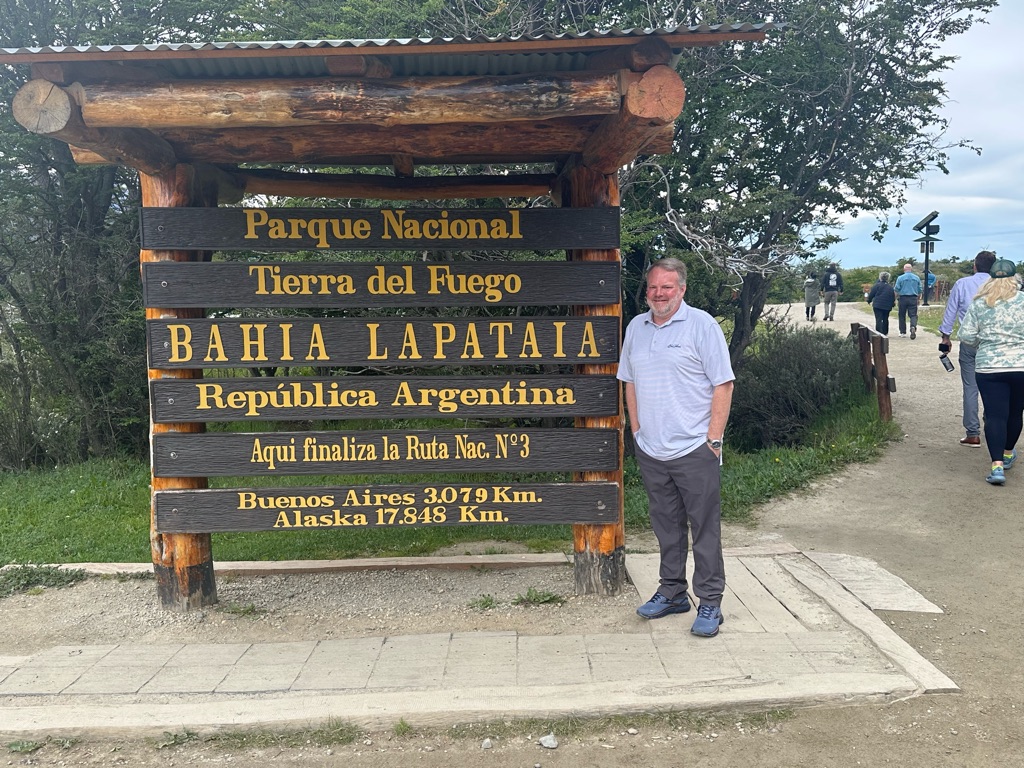 Parque Nacional
Tierra del Fuego
BAHIA LAPATAIA
República Argentina
Aqui finaliza la Ruta Nac. Nº 3
Buenos Aires 3.079 Km.
Alaska 17.848 Km.